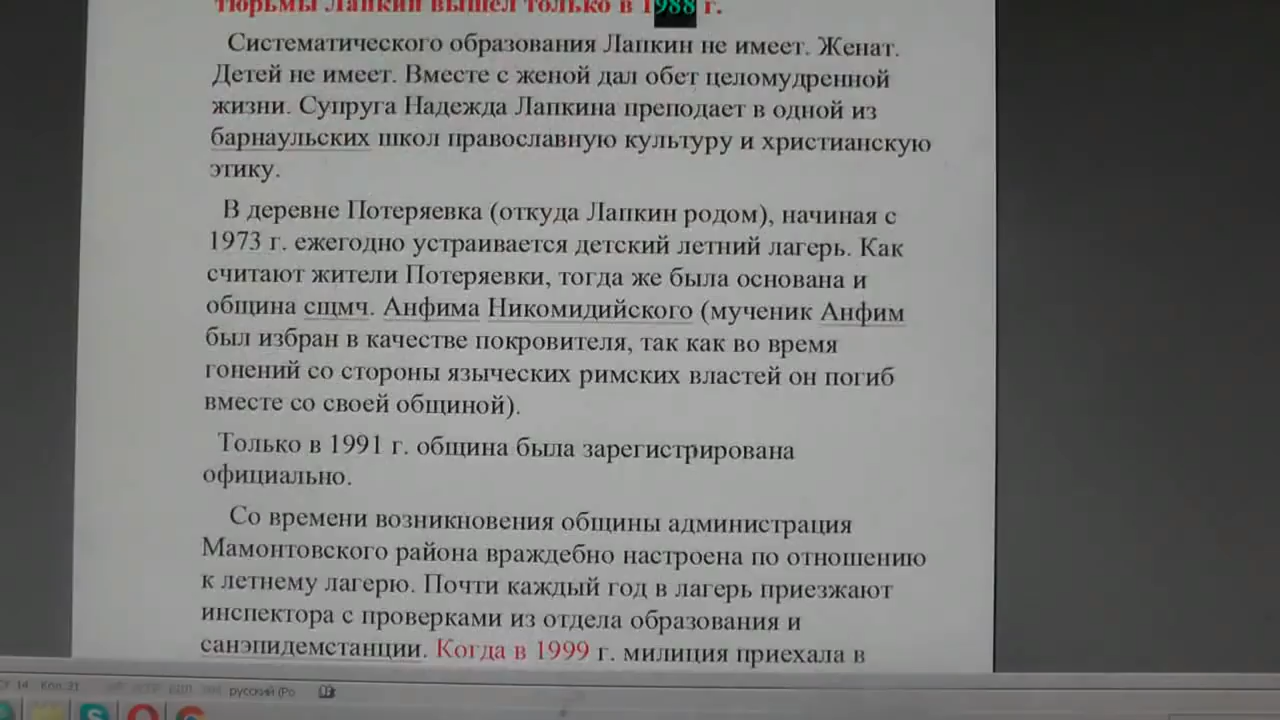 тюрьмы Лапкин вышел только в 1988 г.
Систематического образования Лапкин не имеет. Женат.
Детей не имеет. Вместе с женой дал обет целомудренной
жизни. Супруга Надежда Лапкина преподает в одной из
барнаульских школ православную культуру и христианскую
этику.
В деревне Потеряевка (откуда Лапкин родом), начиная с
1973 г. ежегодно устраивается детский летний лагерь. Как
считают жители Потеряевки, тогда же была основана и
община сщмч. Анфима Никомидийского (мученик Анфим
был избран в качестве покровителя, так как во время
гонений со стороны языческих римских властей он погиб
вместе со своей общиной).
Только в 1991 г. община была зарегистрирована
официально.
Со времени возникновения общины администрация
Мамонтовского района враждебно настроена по отношению
к летнему лагерю. Почти каждый год в лагерь приезжают
инспектора с проверками из отдела образования и
санэпидемстанции. Когда в 1999 г. милиция приехала в
Ст 14 Кол 31 русский (Ро